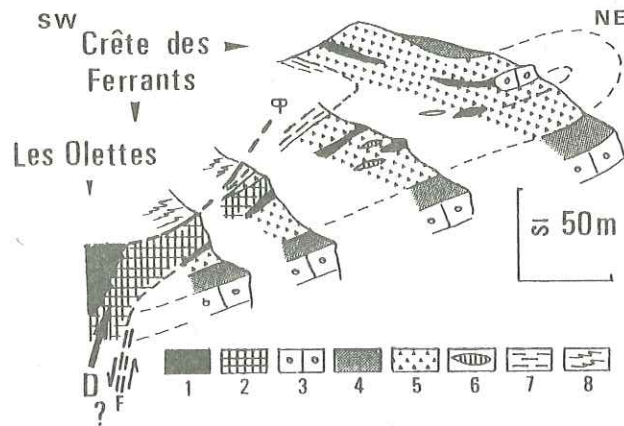 SW
NE
Crête des
Ferrants
φ
Les Olettes
50m
D
F
?
1 2 3 4 5 6 7 8